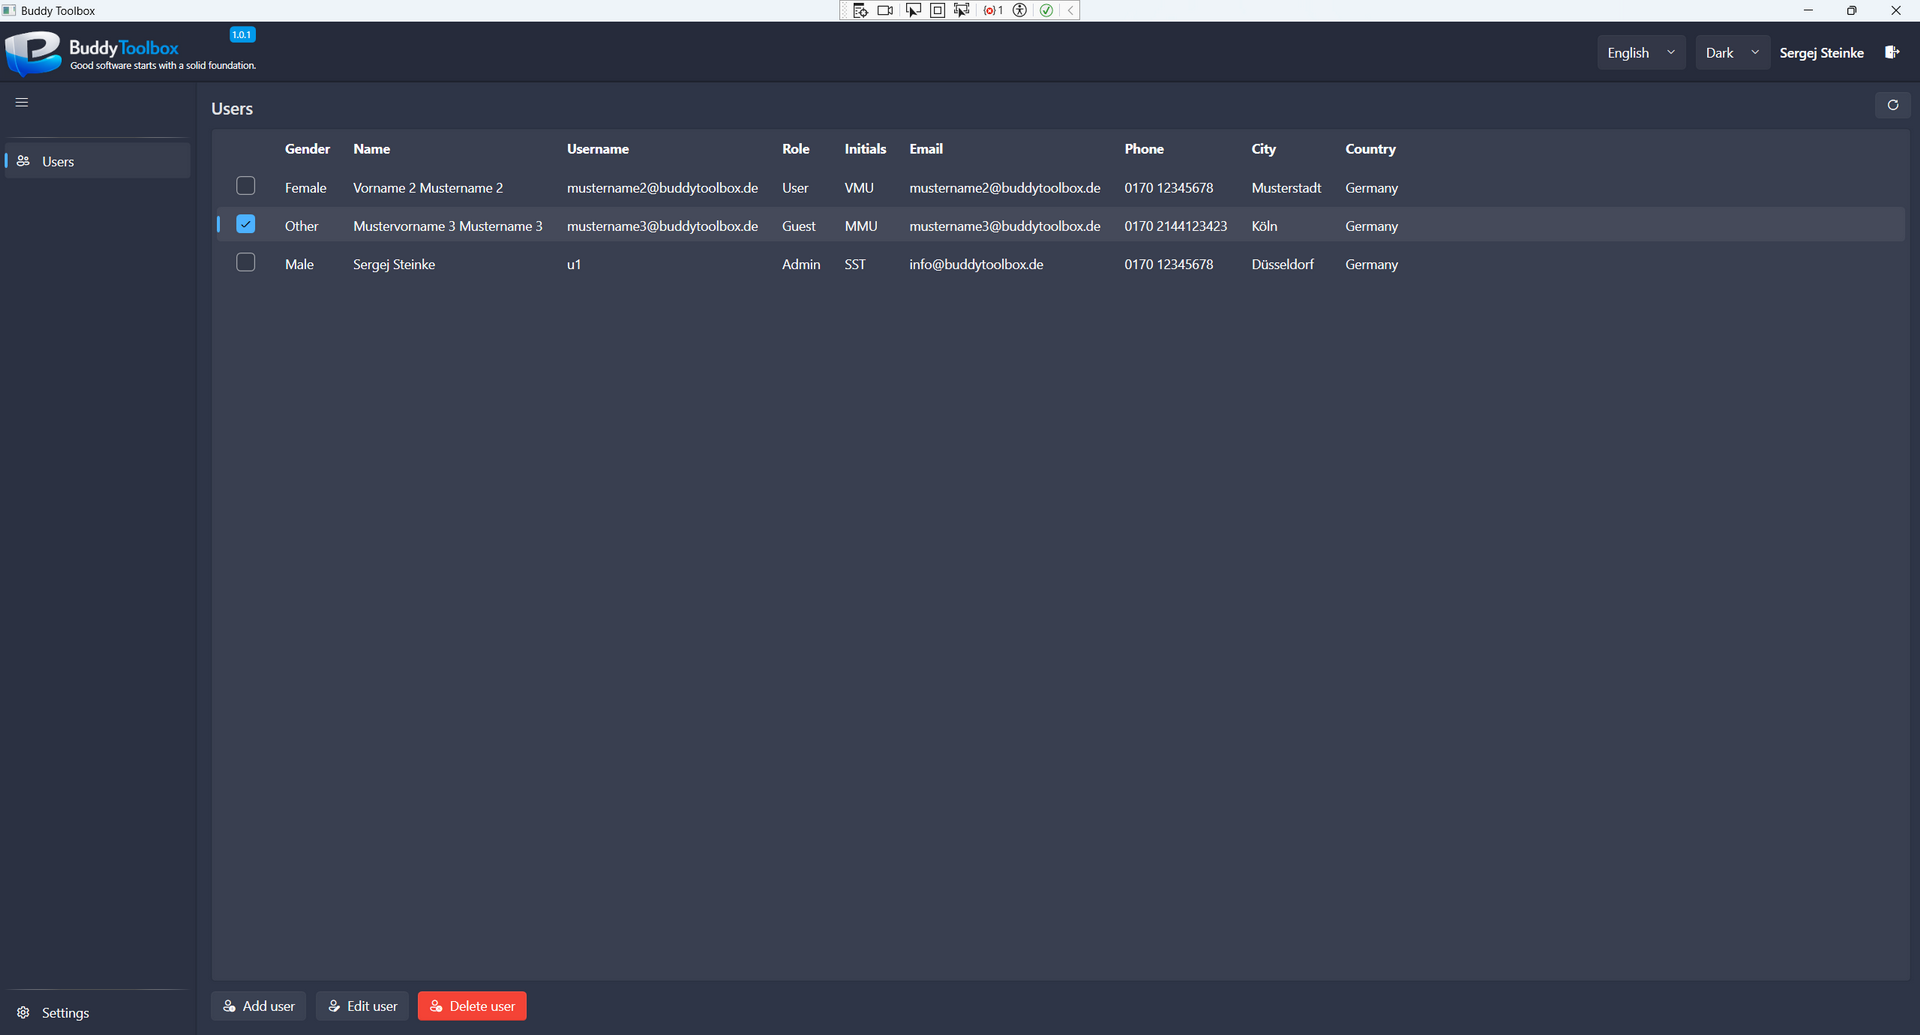 Buddy Toolbox
1
1.0.1
BuddyToolbox
Good software starts with a solid foundation.
English
Dark
Sergej Steinke
Users
Users
Gender Name Username Role Initials Email Phone City Country
Female Vorname 2 Mustername 2 mustername2@buddytoolbox.de User VMU mustername2@buddytoolbox.de 0170 12345678 Musterstadt Germany
Other Mustervorname 3 Mustername 3 mustername3@buddytoolbox.de Guest MMU mustername3@buddytoolbox.de 0170 2144123423 Köln Germany
Male Sergej Steinke u1 Admin SST info@buddytoolbox.de 0170 12345678 Düsseldorf Germany
Settings
Add user
Edit user
Delete user